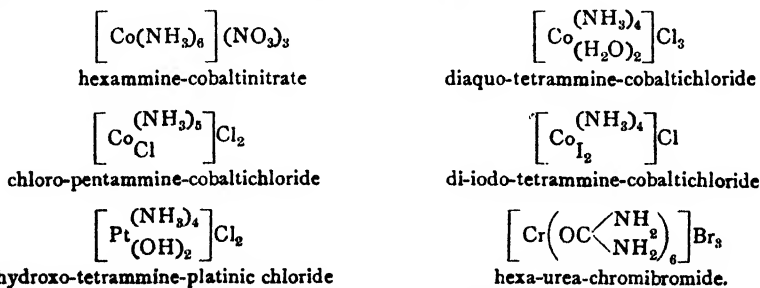 [Co(NH₃)₆](NO₃)₃
hexammine-cobaltinitrate
[Co(NH₃)₄(H₂O)₂]Cl₃
diaquo-tetrammine-cobaltichloride
[Co(NH₃)₅Cl]Cl₂
chloro-pentammine-cobaltichloride
[Co(NH₃)₄I₂]Cl
di-iodo-tetrammine-cobaltichloride
[Pt(NH₃)₄(OH)₂]Cl₂
hydroxo-tetrammine-platinic chloride
[Cr(OC<NH₂NH₂)₆]Br₃
hexa-urea-chromibromide.